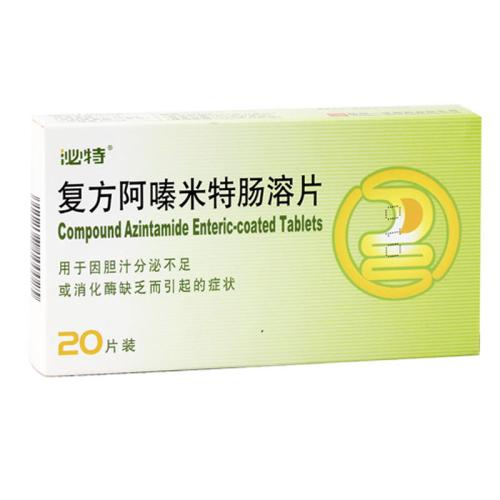 泌特®
复方阿嗪米特肠溶片
Compound Azintamide Enteric-coated Tablets
用于因胆汁分泌不足
或消化酶缺乏而引起的症状
20片装